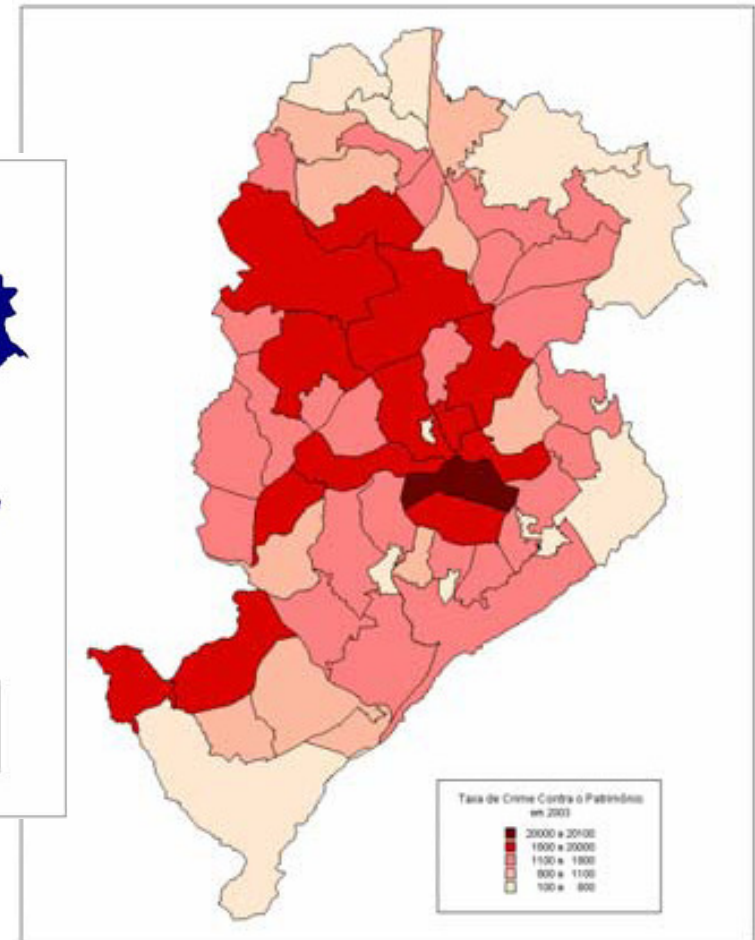 Taxa de Crime Contra o Patrimônio
em 2003
20000 a 20100
1800 a 20000
1100 a 1800
800 a 1100
100 a 800